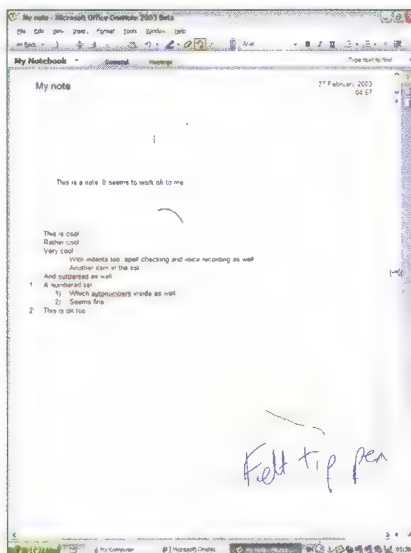 My note - Microsoft Office OneNote 2003 Beta
File Edit View Insert Format Tools Window Help
My Notebook General Meetings Type text to find
My note
27 February, 2003
04:57
This is a note. It seems to work ok to me
This is cool
Rather cool
Very cool
With indents too, spell checking and voice recording as well
Another item in the list
And outdented as well
1 A numbered list
1) Which autonumbers inside as well
2) Seems fine
2 This is ok too
Felt tip pen
My Computer